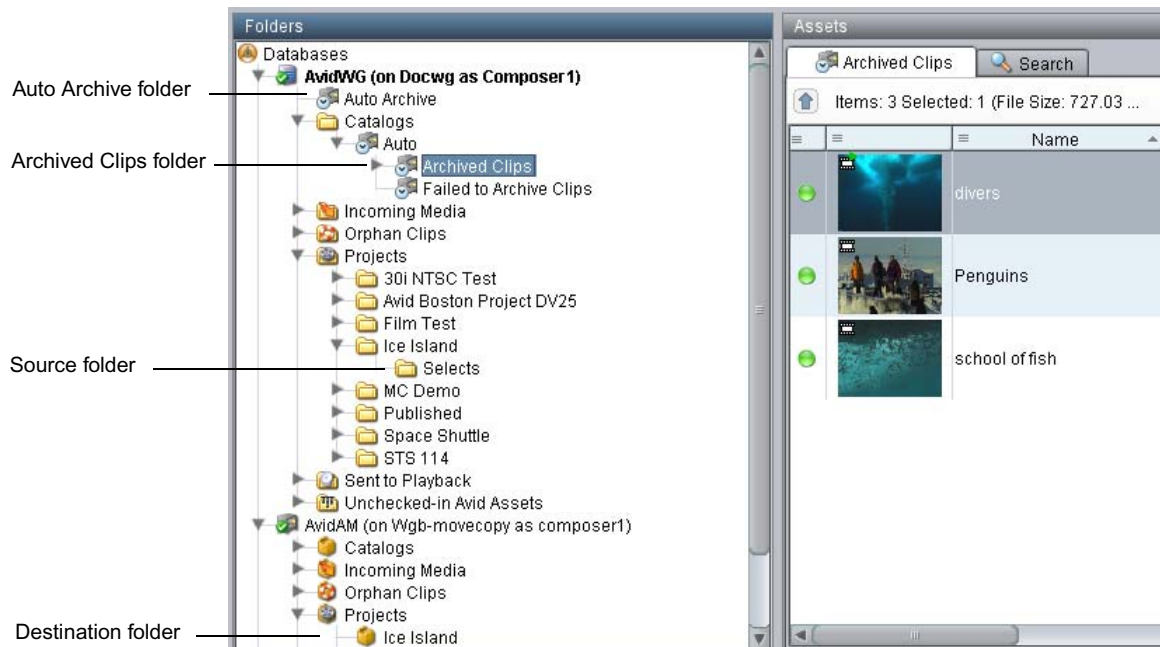 Folders
Databases
AvidWG (on Docwg as Composer1)
Auto Archive folder
Auto Archive
Catalogs
Auto
Archived Clips folder
Archived Clips
Failed to Archive Clips
Incoming Media
Orphan Clips
Projects
30i NTSC Test
Avid Boston Project DV25
Film Test
Ice Island
Source folder
Selects
MC Demo
Published
Space Shuttle
STS 114
Sent to Playback
Unchecked-in Avid Assets
AvidAM (on Wgb-movecopy as composer1)
Catalogs
Incoming Media
Orphan Clips
Projects
Destination folder
Ice Island
Assets
Archived Clips
Search
Items: 3 Selected: 1 (File Size: 727.03 ...
Name
divers
Penguins
school of fish